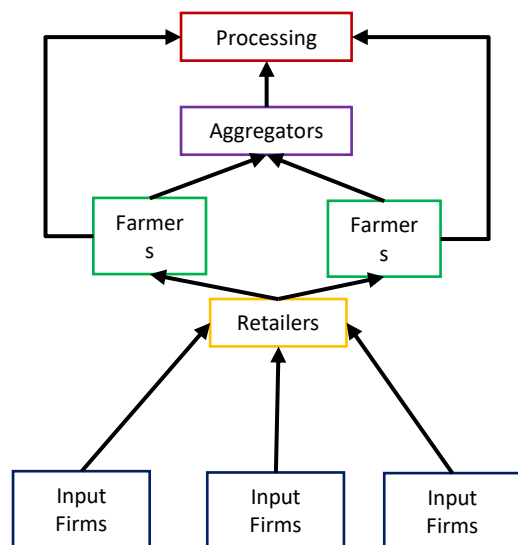 Processing
Aggregators
Farmer
s
Farmer
s
Retailers
Input
Firms
Input
Firms
Input
Firms